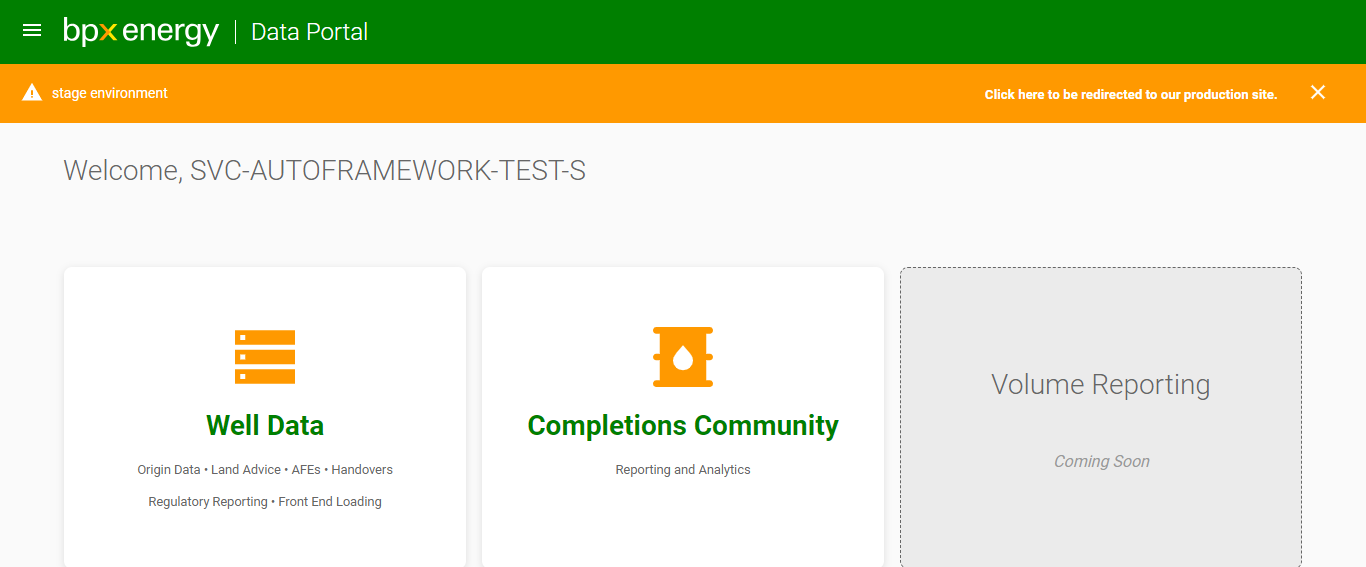 bpx energy | Data Portal
stage environment
Click here to be redirected to our production site.
Welcome, SVC-AUTOFRAMEWORK-TEST-S
Well Data
Origin Data • Land Advice • AFEs • Handovers
Regulatory Reporting • Front End Loading
Completions Community
Reporting and Analytics
Volume Reporting
Coming Soon